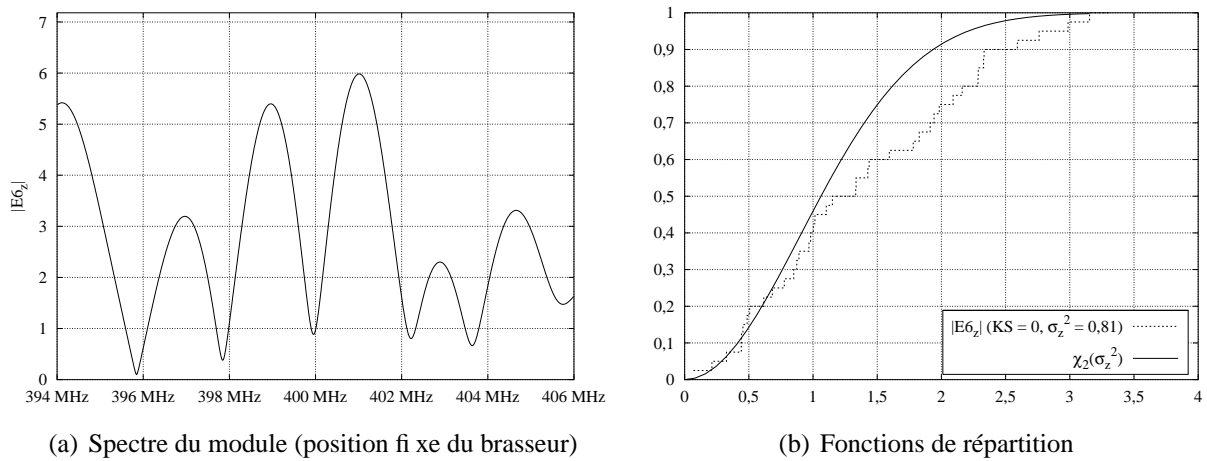 7
6
5
4
3
2
1
0
|E6z|
394 MHz 396 MHz 398 MHz 400 MHz 402 MHz 404 MHz 406 MHz
(a) Spectre du module (position fi xe du brasseur)
1
0,9
0,8
0,7
0,6
0,5
0,4
0,3
0,2
0,1
0
|E6z| (KS = 0, σz² = 0,81)
χ2(σz²)
0 0,5 1 1,5 2 2,5 3 3,5 4
(b) Fonctions de répartition